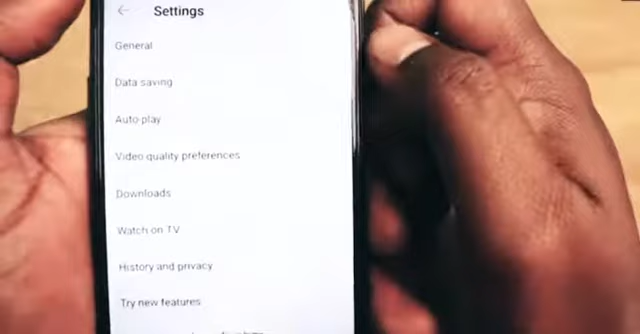 Settings
General
Data saving
Auto play
Video quality preferences
Downloads
Watch on TV
History and privacy
Try new features